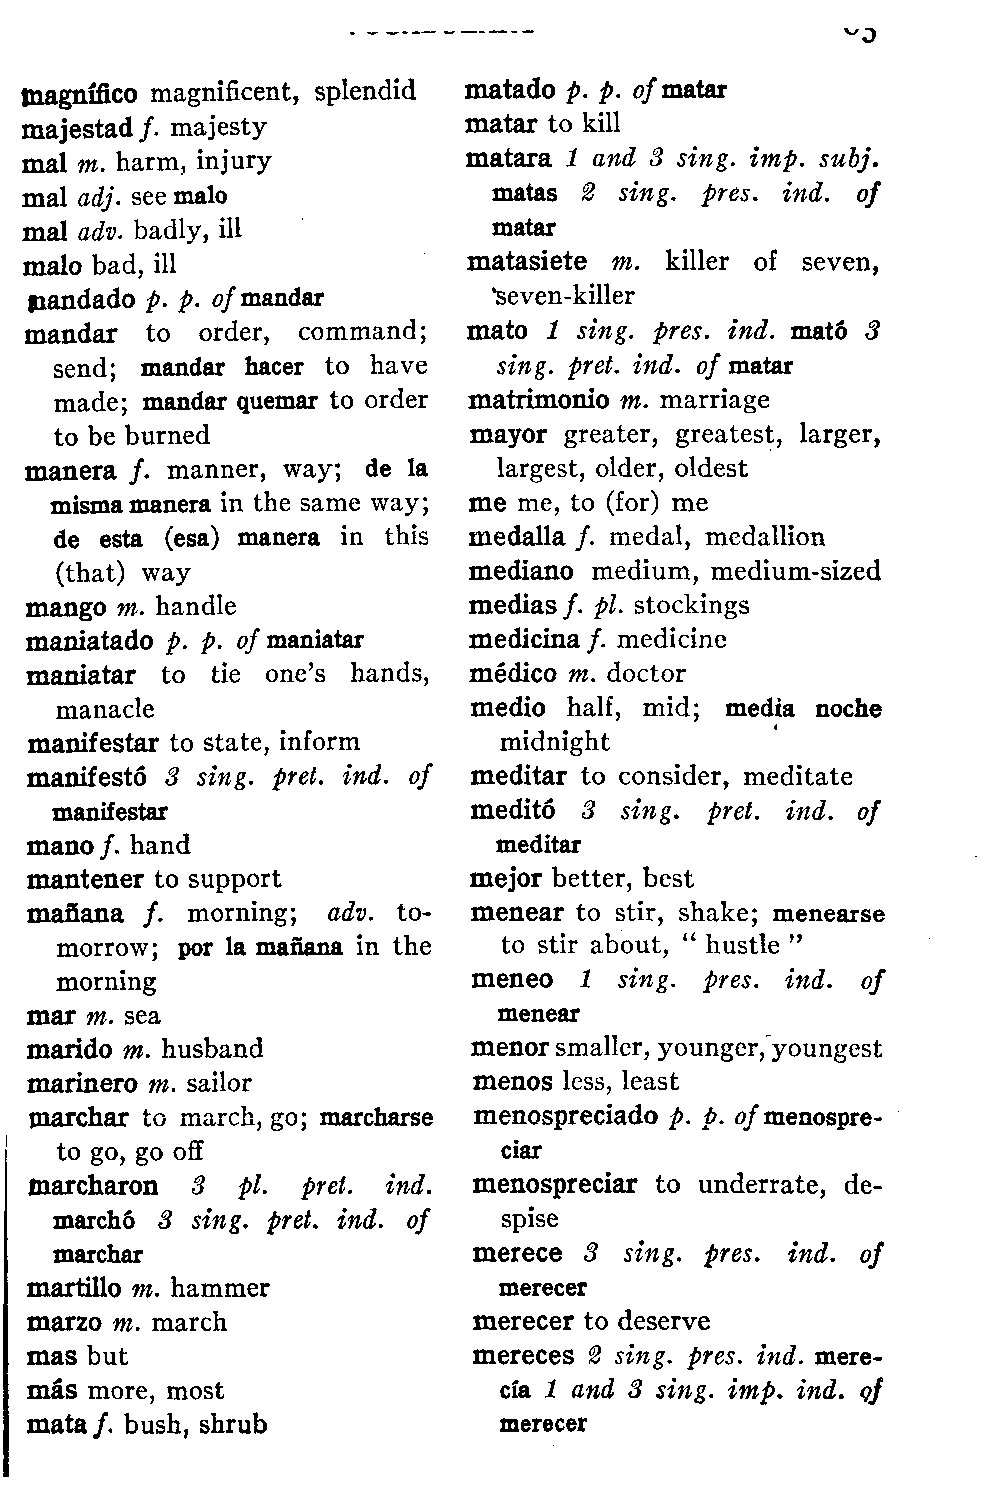 magnífico magnificent, splendid
majestad f. majesty
mal m. harm, injury
mal adj. see malo
mal adv. badly, ill
malo bad, ill
mandado p. p. of mandar
mandar to order, command;
send; mandar hacer to have
made; mandar quemar to order
to be burned
manera f. manner, way; de la
misma manera in the same way;
de esta (esa) manera in this
(that) way
mango m. handle
maniatado p. p. of maniatar
maniatar to tie one's hands,
manacle
manifestar to state, inform
manifestó 3 sing. pret. ind. of
manifestar
mano f. hand
mantener to support
mañana f. morning; adv. to-
morrow; por la mañana in the
morning
mar m. sea
marido m. husband
marinero m. sailor
marchar to march, go; marcharse
to go, go off
marcharon 3 pl. pret. ind.
marchó 3 sing. pret. ind. of
marchar
martillo m. hammer
marzo m. march
mas but
más more, most
mata f. bush, shrub
matado p. p. of matar
matar to kill
matara 1 and 3 sing. imp. subj.
matas 2 sing. pres. ind. of
matar
matasiete m. killer of seven,
seven-killer
mato 1 sing. pres. ind. mató 3
sing. pret. ind. of matar
matrimonio m. marriage
mayor greater, greatest, larger,
largest, older, oldest
me me, to (for) me
medalla f. medal, medallion
mediano medium, medium-sized
medias f. pl. stockings
medicina f. medicine
médico m. doctor
medio half, mid; media noche
midnight
meditar to consider, meditate
meditó 3 sing. pret. ind. of
meditar
mejor better, best
menear to stir, shake; menearse
to stir about, " hustle "
meneo 1 sing. pres. ind. of
menear
menor smaller, younger, youngest
menos less, least
menospreciado p. p. of menospre-
ciar
menospreciar to underrate, de-
spise
merece 3 sing. pres. ind. of
merecer
merecer to deserve
mereces 2 sing. pres. ind. mere-
cía 1 and 3 sing. imp. ind. of
merecer